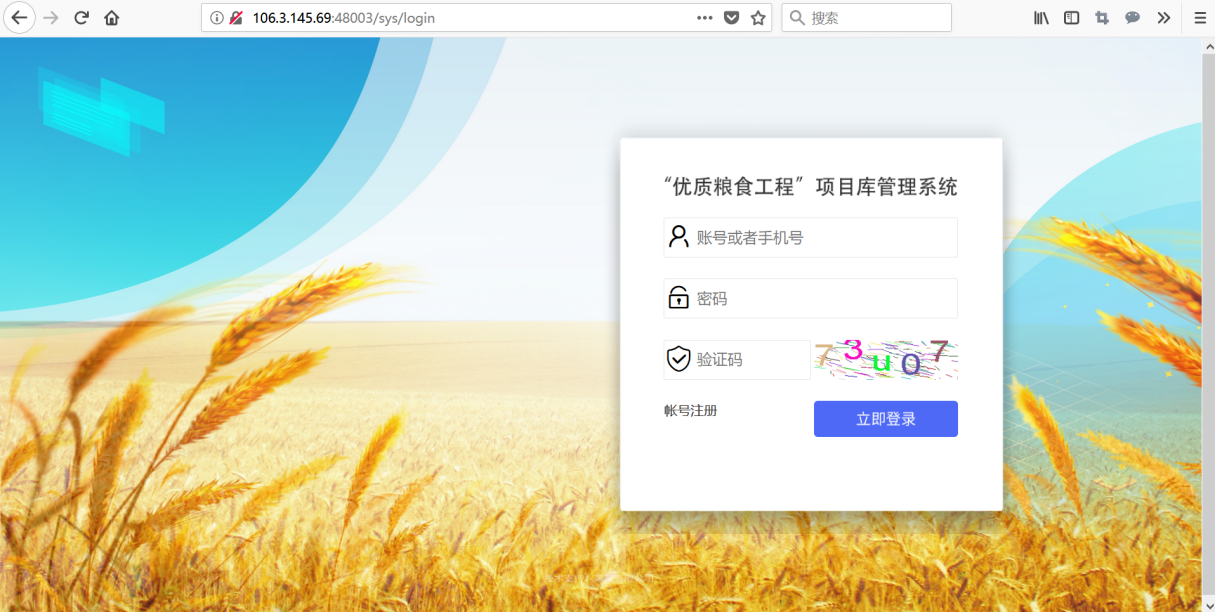 106.3.145.69:48003/sys/login
搜索
“优质粮食工程”项目库管理系统
账号或者手机号
密码
验证码
73u07
帐号注册
立即登录